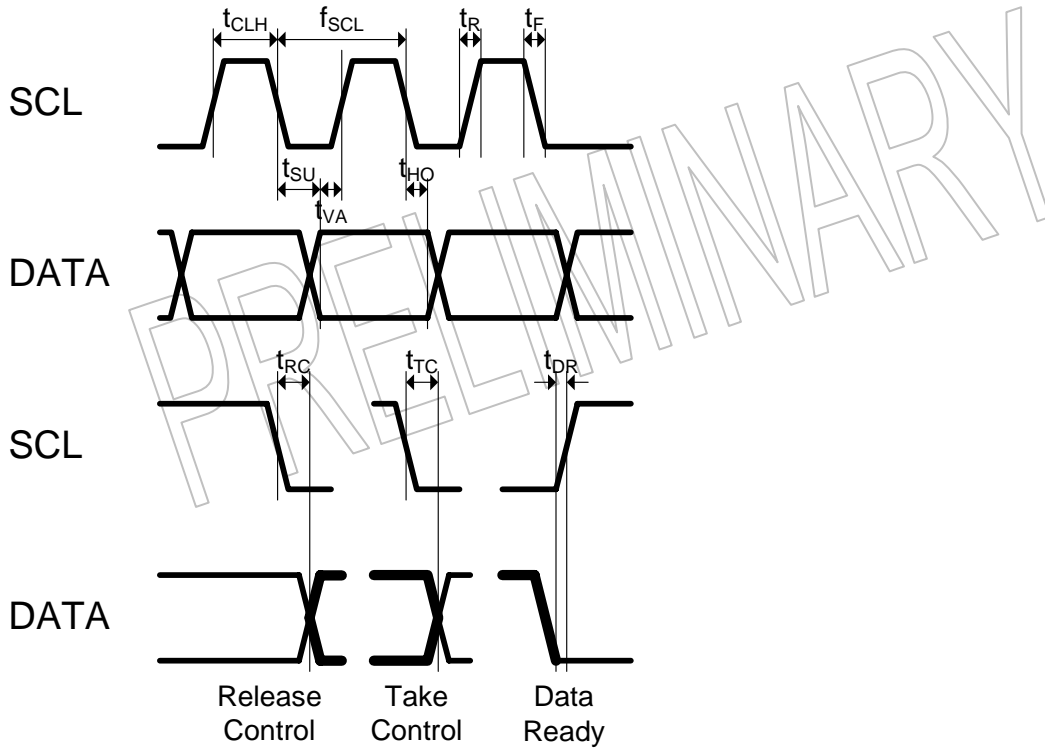 tCLH fSCL tR tF
SCL
tSU tHO
tVA
DATA
tRC tTC tDR
SCL
DATA
Release Control
Take Control
Data Ready
PRELIMINARY